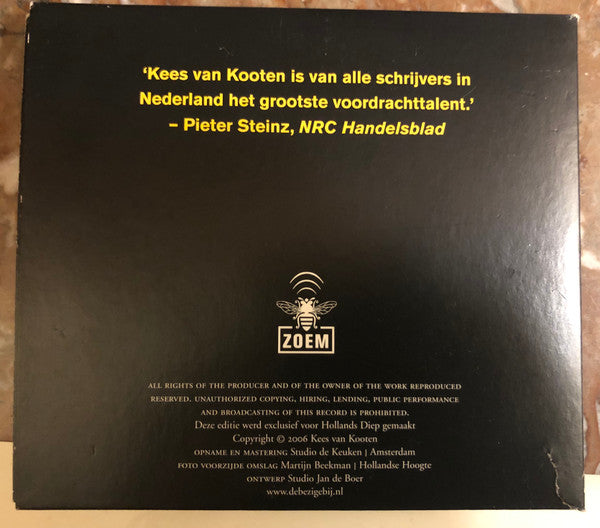 ‘Kees van Kooten is van alle schrijvers in
Nederland het grootste voordrachttalent.’
– Pieter Steinz, NRC Handelsblad
ZOEM
ALL RIGHTS OF THE PRODUCER AND OF THE OWNER OF THE WORK REPRODUCED
RESERVED. UNAUTHORIZED COPYING, HIRING, LENDING, PUBLIC PERFORMANCE
AND BROADCASTING OF THIS RECORD IS PROHIBITED.
Deze editie werd exclusief voor Hollands Diep gemaakt
Copyright © 2006 Kees van Kooten
OPNAME EN MASTERING Studio de Keuken | Amsterdam
FOTO VOORZIJDE OMSLAG Martijn Beekman | Hollandse Hoogte
ONTWERP Studio Jan de Boer
www.debezigebij.nl